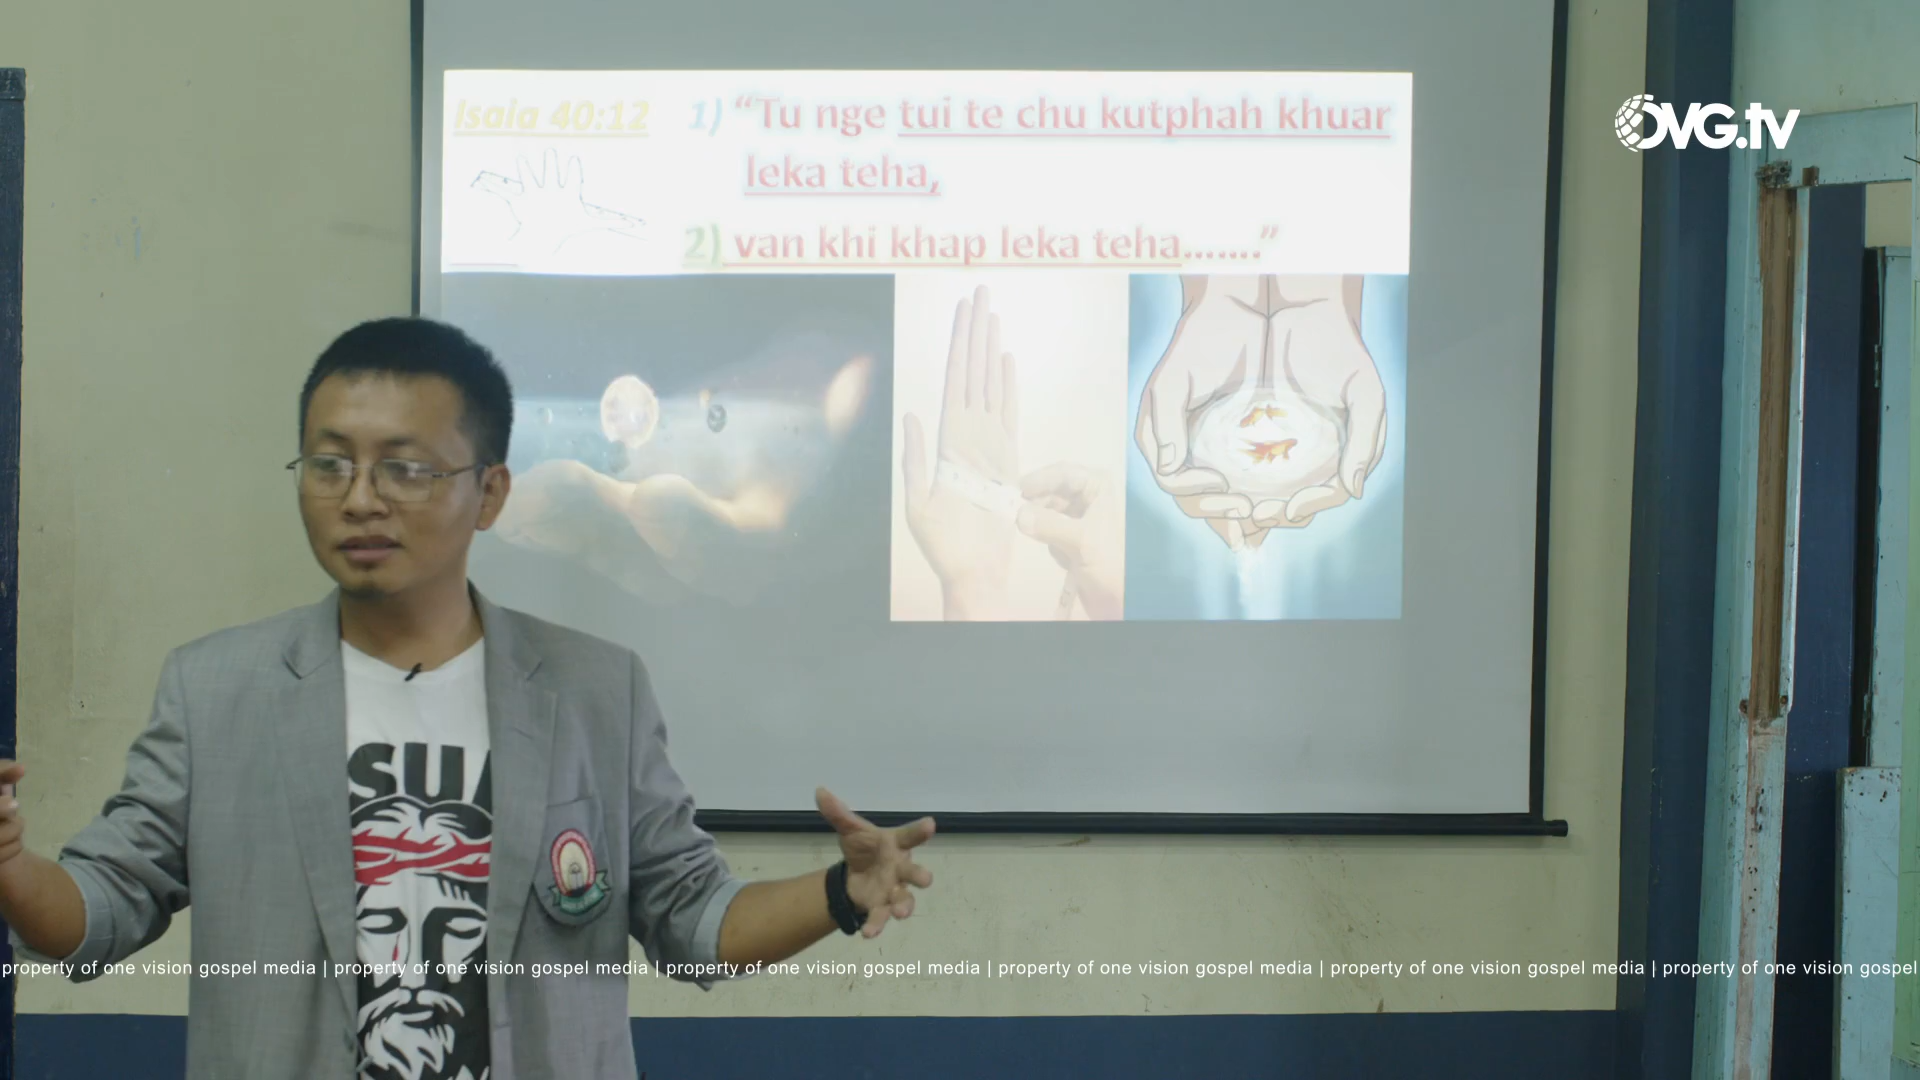 Isaia 40:12
1) “Tu nge tui te chu kutphah khuar
leka teha,
2) van khi khap leka teha.......”
OVG.tv
SU
property of one vision gospel media | property of one vision gospel media | property of one vision gospel media | property of one vision gospel media | property of one vision gospel media | property of one vision gospel